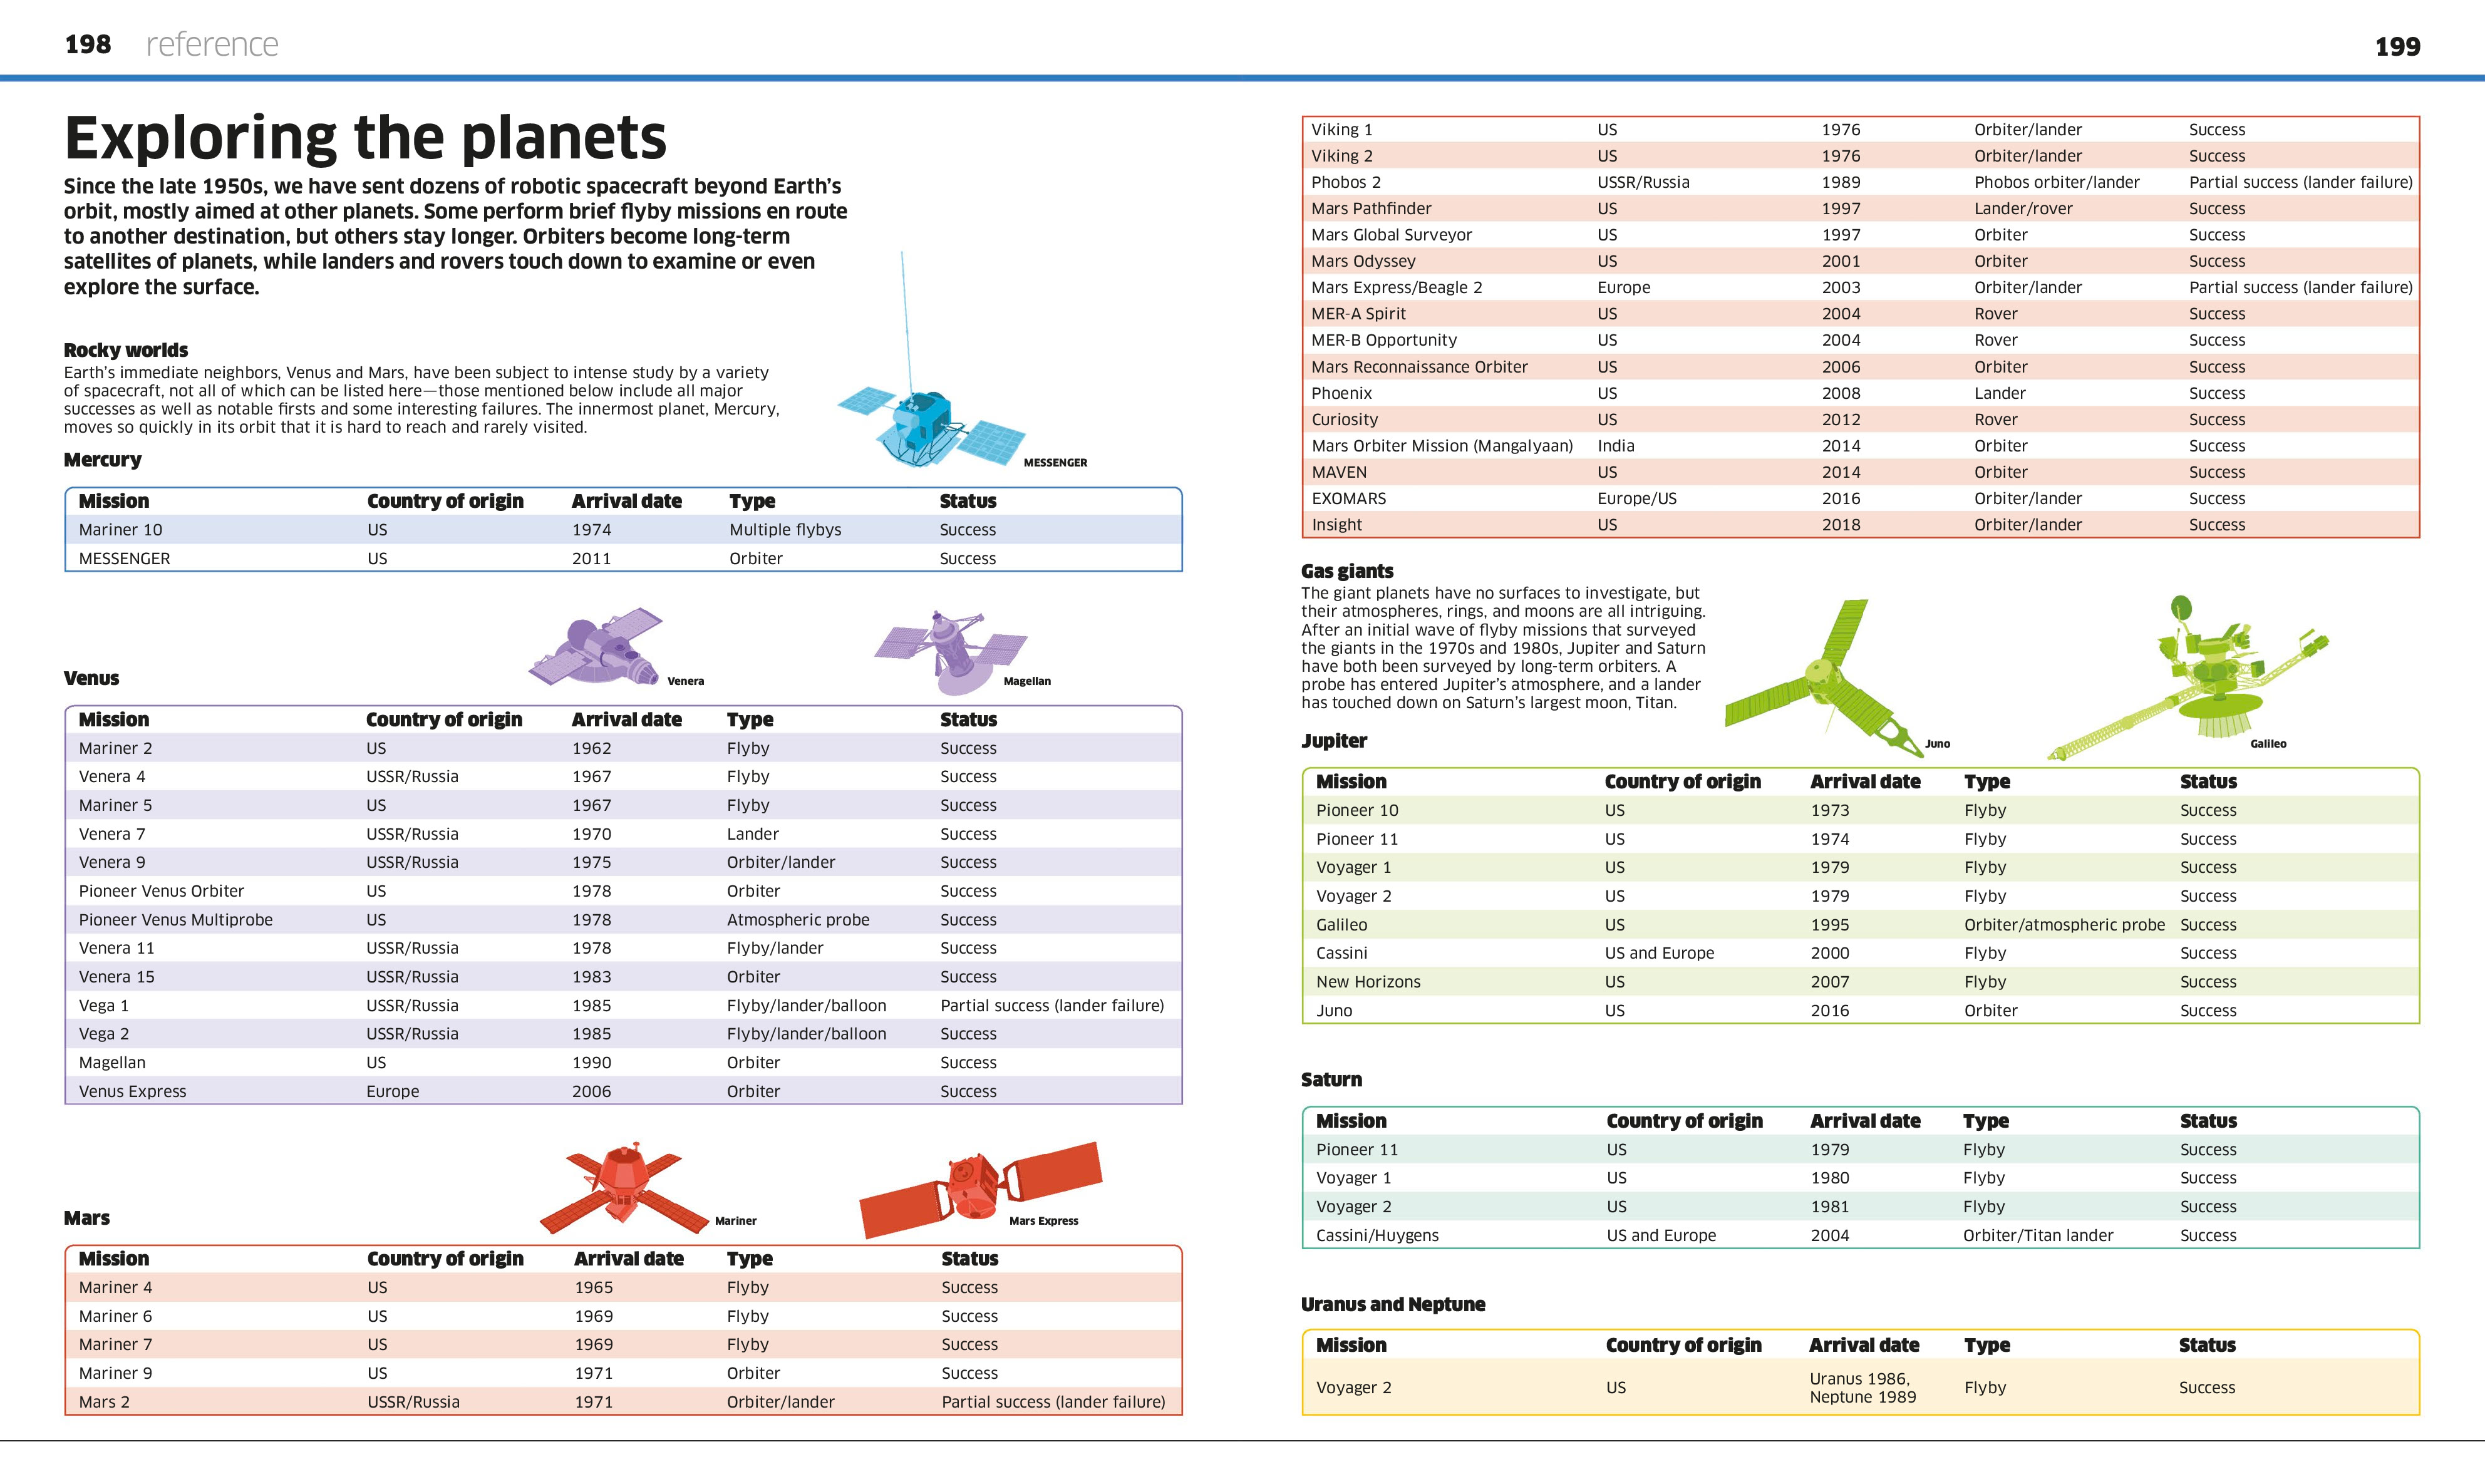 198 reference
199
Exploring the planets
Since the late 1950s, we have sent dozens of robotic spacecraft beyond Earth's
orbit, mostly aimed at other planets. Some perform brief flyby missions en route
to another destination, but others stay longer. Orbiters become long-term
satellites of planets, while landers and rovers touch down to examine or even
explore the surface.
Rocky worlds
Earth's immediate neighbors, Venus and Mars, have been subject to intense study by a variety
of spacecraft, not all of which can be listed here—those mentioned below include all major
successes as well as notable firsts and some interesting failures. The innermost planet, Mercury,
moves so quickly in its orbit that it is hard to reach and rarely visited.
MESSENGER
Mercury
Mission Country of origin Arrival date Type Status
Mariner 10 US 1974 Multiple flybys Success
MESSENGER US 2011 Orbiter Success
Venera
Magellan
Venus
Mission Country of origin Arrival date Type Status
Mariner 2 US 1962 Flyby Success
Venera 4 USSR/Russia 1967 Flyby Success
Mariner 5 US 1967 Flyby Success
Venera 7 USSR/Russia 1970 Lander Success
Venera 9 USSR/Russia 1975 Orbiter/lander Success
Pioneer Venus Orbiter US 1978 Orbiter Success
Pioneer Venus Multiprobe US 1978 Atmospheric probe Success
Venera 11 USSR/Russia 1978 Flyby/lander Success
Venera 15 USSR/Russia 1983 Orbiter Success
Vega 1 USSR/Russia 1985 Flyby/lander/balloon Partial success (lander failure)
Vega 2 USSR/Russia 1985 Flyby/lander/balloon Success
Magellan US 1990 Orbiter Success
Venus Express Europe 2006 Orbiter Success
Mariner
Mars Express
Mars
Mission Country of origin Arrival date Type Status
Mariner 4 US 1965 Flyby Success
Mariner 6 US 1969 Flyby Success
Mariner 7 US 1969 Flyby Success
Mariner 9 US 1971 Orbiter Success
Mars 2 USSR/Russia 1971 Orbiter/lander Partial success (lander failure)
Viking 1 US 1976 Orbiter/lander Success
Viking 2 US 1976 Orbiter/lander Success
Phobos 2 USSR/Russia 1989 Phobos orbiter/lander Partial success (lander failure)
Mars Pathfinder US 1997 Lander/rover Success
Mars Global Surveyor US 1997 Orbiter Success
Mars Odyssey US 2001 Orbiter Success
Mars Express/Beagle 2 Europe 2003 Orbiter/lander Partial success (lander failure)
MER-A Spirit US 2004 Rover Success
MER-B Opportunity US 2004 Rover Success
Mars Reconnaissance Orbiter US 2006 Orbiter Success
Phoenix US 2008 Lander Success
Curiosity US 2012 Rover Success
Mars Orbiter Mission (Mangalyaan) India 2014 Orbiter Success
MAVEN US 2014 Orbiter Success
EXOMARS Europe/US 2016 Orbiter/lander Success
Insight US 2018 Orbiter/lander Success
Gas giants
The giant planets have no surfaces to investigate, but
their atmospheres, rings, and moons are all intriguing.
After an initial wave of flyby missions that surveyed
the giants in the 1970s and 1980s, Jupiter and Saturn
have both been surveyed by long-term orbiters. A
probe has entered Jupiter's atmosphere, and a lander
has touched down on Saturn's largest moon, Titan.
Juno
Galileo
Jupiter
Mission Country of origin Arrival date Type Status
Pioneer 10 US 1973 Flyby Success
Pioneer 11 US 1974 Flyby Success
Voyager 1 US 1979 Flyby Success
Voyager 2 US 1979 Flyby Success
Galileo US 1995 Orbiter/atmospheric probe Success
Cassini US and Europe 2000 Flyby Success
New Horizons US 2007 Flyby Success
Juno US 2016 Orbiter Success
Saturn
Mission Country of origin Arrival date Type Status
Pioneer 11 US 1979 Flyby Success
Voyager 1 US 1980 Flyby Success
Voyager 2 US 1981 Flyby Success
Cassini/Huygens US and Europe 2004 Orbiter/Titan lander Success
Uranus and Neptune
Mission Country of origin Arrival date Type Status
Voyager 2 US Uranus 1986, Flyby Success
Neptune 1989